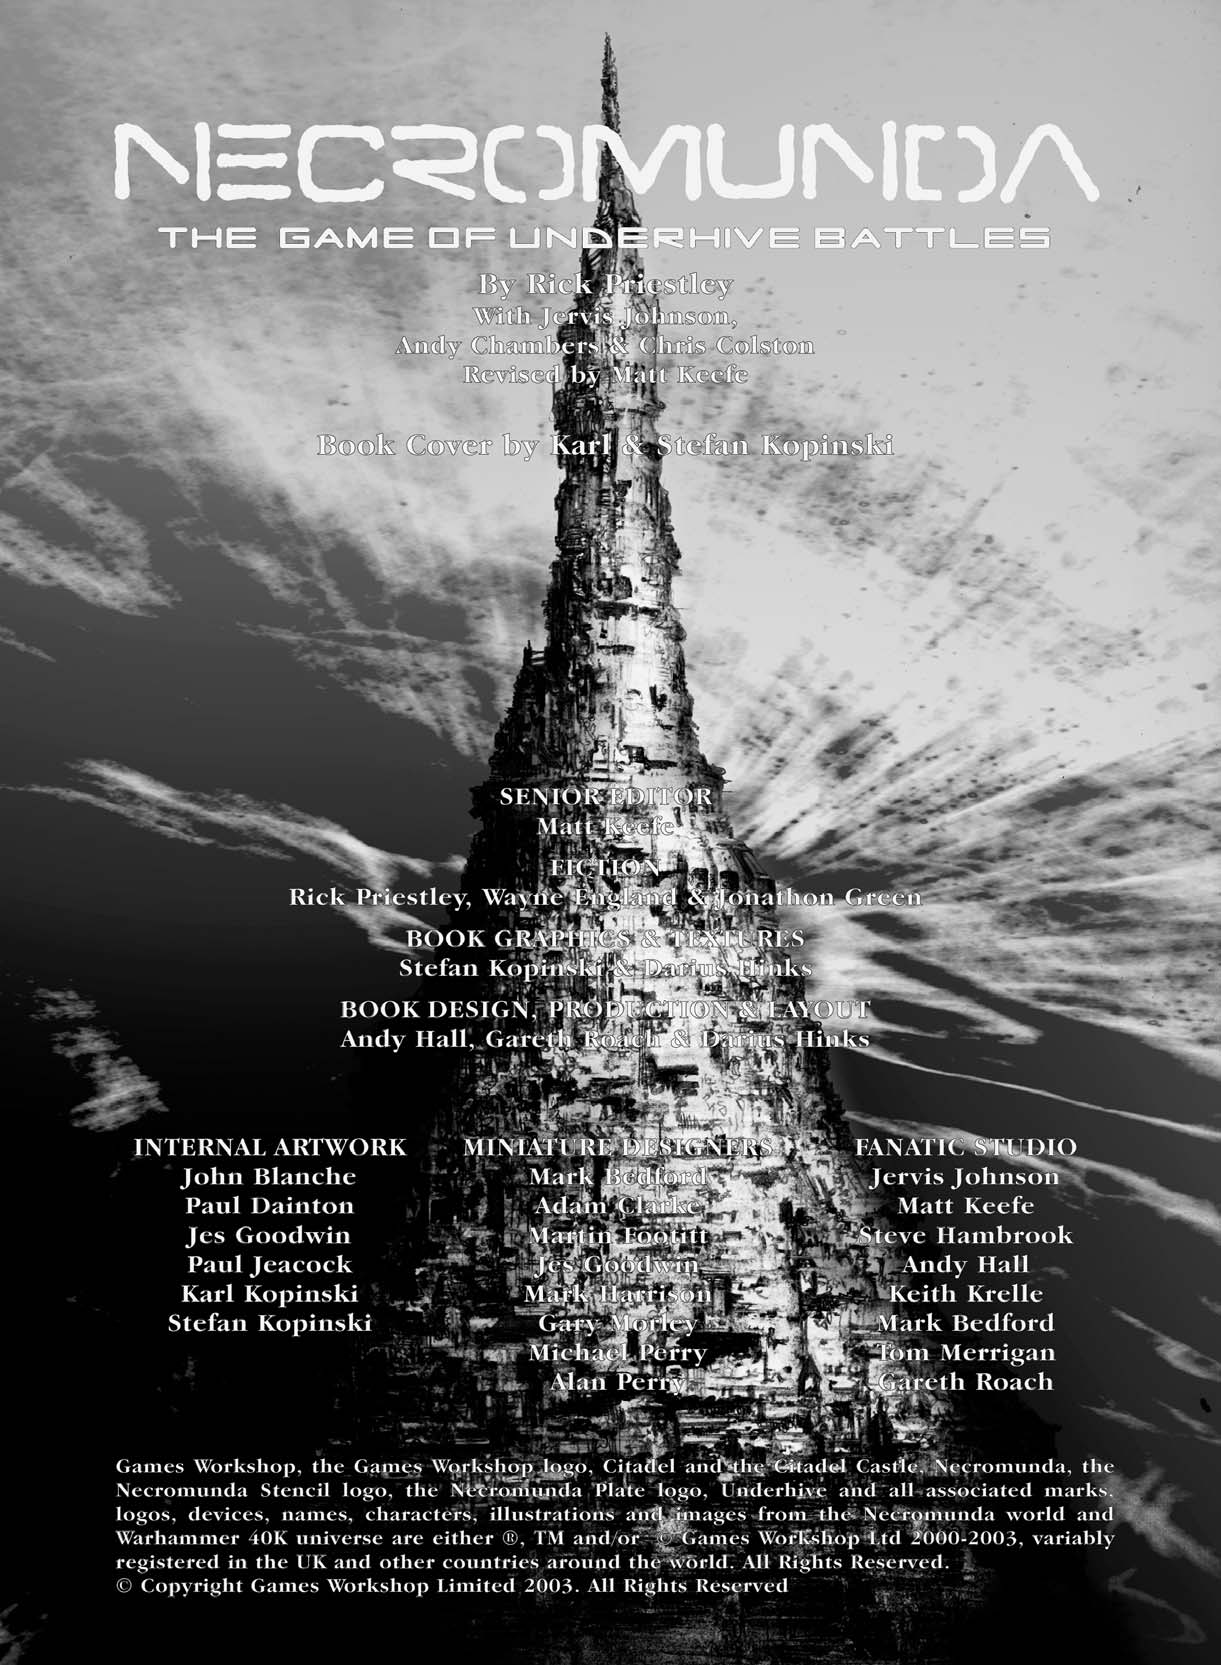 NECROMUNDA
THE GAME OF UNDERHIVE BATTLES
By Rick Priestley
With Jervis Johnson,
Andy Chambers & Chris Colston
Revised by Matt Keefe
Book Cover by Karl & Stefan Kopinski
SENIOR EDITOR
Matt Keefe
FICTION
Rick Priestley, Wayne England & Jonathon Green
BOOK GRAPHICS & TEXTURES
Stefan Kopinski & Darius Hinks
BOOK DESIGN, PRODUCTION & LAYOUT
Andy Hall, Gareth Roach & Darius Hinks
INTERNAL ARTWORK
John Blanche
Paul Dainton
Jes Goodwin
Paul Jeacock
Karl Kopinski
Stefan Kopinski
MINIATURE DESIGNERS
Mark Bedford
Adam Clarke
Martin Footitt
Jes Goodwin
Mark Harrison
Gary Morley
Michael Perry
Alan Perry
FANATIC STUDIO
Jervis Johnson
Matt Keefe
Steve Hambrook
Andy Hall
Keith Krelle
Mark Bedford
Tom Merrigan
Gareth Roach
Games Workshop, the Games Workshop logo, Citadel and the Citadel Castle, Necromunda, the
Necromunda Stencil logo, the Necromunda Plate logo, Underhive and all associated marks,
logos, devices, names, characters, illustrations and images from the Necromunda world and
Warhammer 40K universe are either ®, TM and/or © Games Workshop Ltd 2000-2003, variably
registered in the UK and other countries around the world. All Rights Reserved.
© Copyright Games Workshop Limited 2003. All Rights Reserved